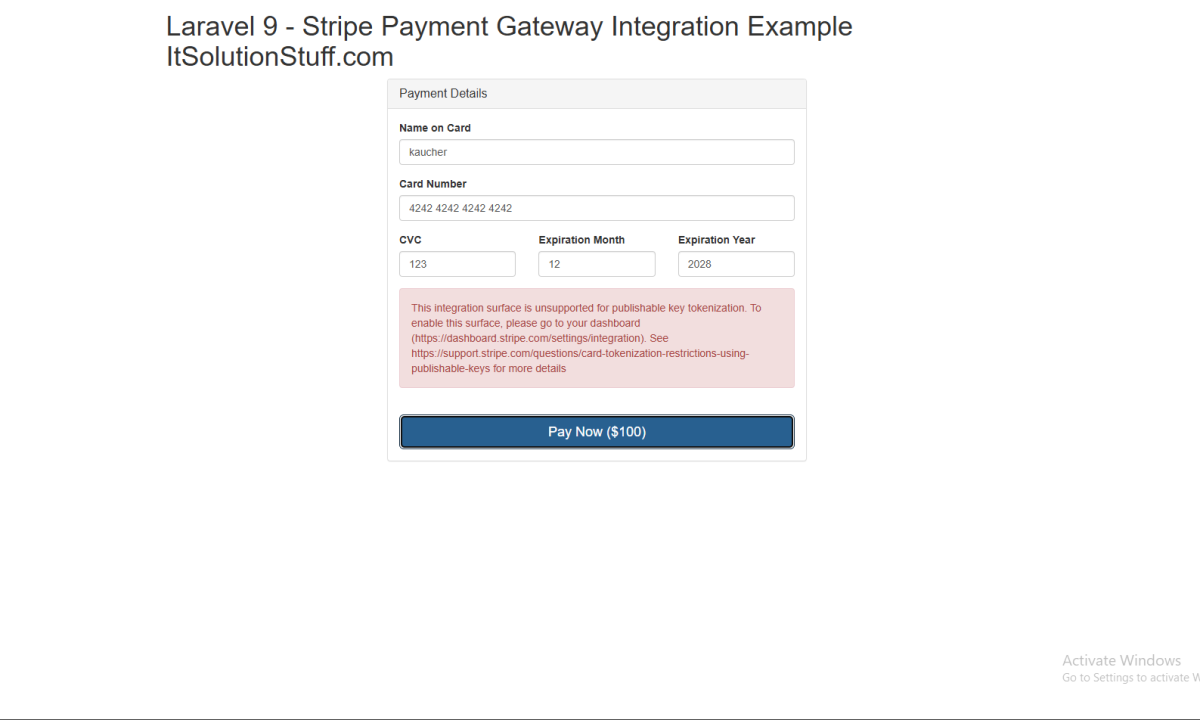 Laravel 9 - Stripe Payment Gateway Integration Example
ItSolutionStuff.com
Payment Details
Name on Card
kaucher
Card Number
4242 4242 4242 4242
CVC Expiration Month Expiration Year
123 12 2028
This integration surface is unsupported for publishable key tokenization. To
enable this surface, please go to your dashboard
(https://dashboard.stripe.com/settings/integration). See
https://support.stripe.com/questions/card-tokenization-restrictions-using-
publishable-keys for more details
Pay Now ($100)
Activate Windows
Go to Settings to activate W